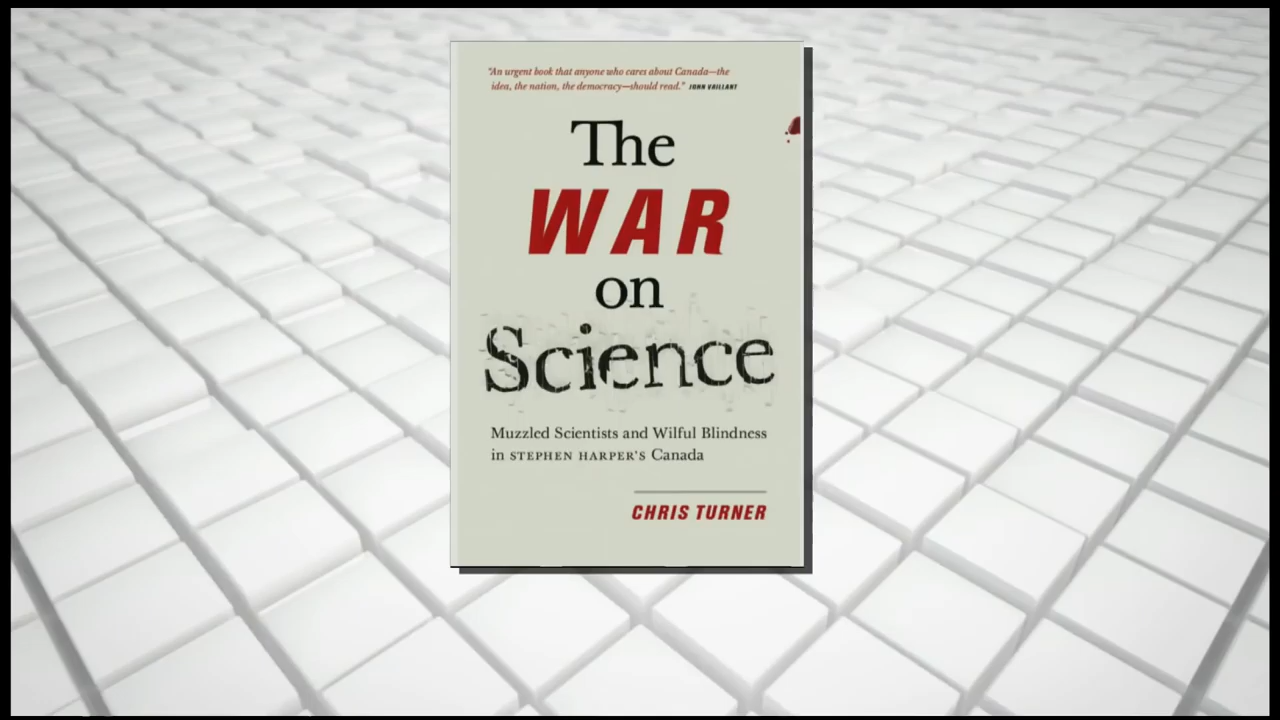 "An urgent book that anyone who cares about Canada—the
idea, the nation, the democracy—should read." JOHN VAILLANT
The
WAR
on
Science
Muzzled Scientists and Wilful Blindness
in STEPHEN HARPER'S Canada
CHRIS TURNER